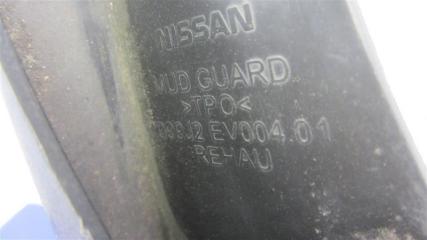 NISSAN
MUD GUARD
>TPO<
EV004.01
REHAU